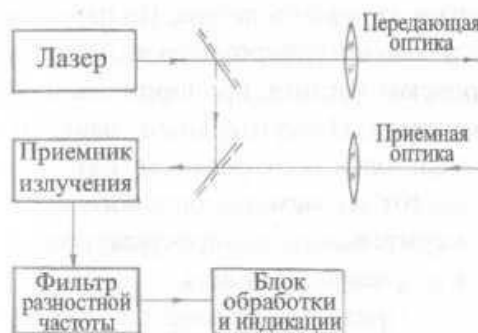 Лазер
Передающая
оптика
Приемник
излучения
Приемная
оптика
Фильтр
разностной
частоты
Блок
обработки
и индикации